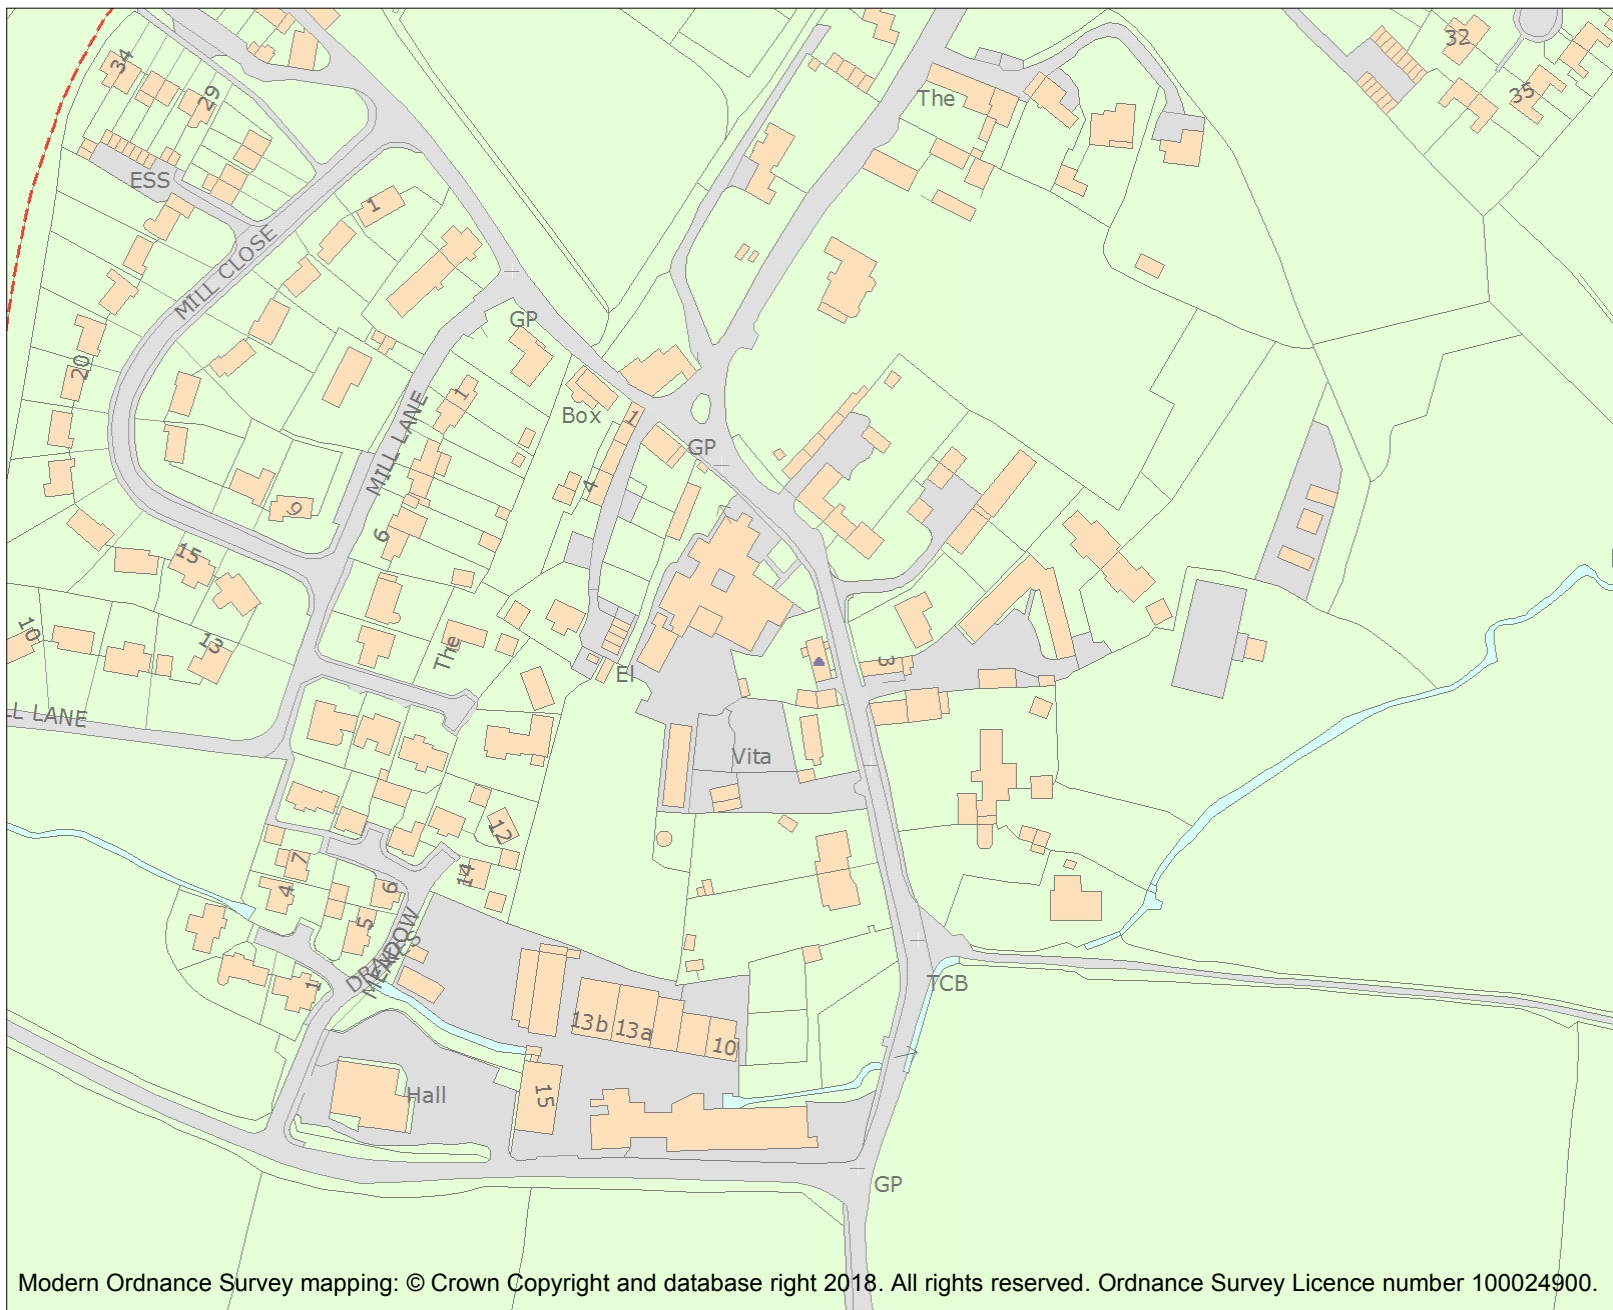 34
29
The
32
35
ESS
1
MILL CLOSE
GP
20
MILL LANE
1
Box
1
GP
4
9
6
15
10
13
The
3
El
LL LANE
Vita
12
7
14
4
6
5
DRANDOW
MEADOWS
1
TCB
13b
13a
10
Hall
15
GP
Modern Ordnance Survey mapping: © Crown Copyright and database right 2018. All rights reserved. Ordnance Survey Licence number 100024900.